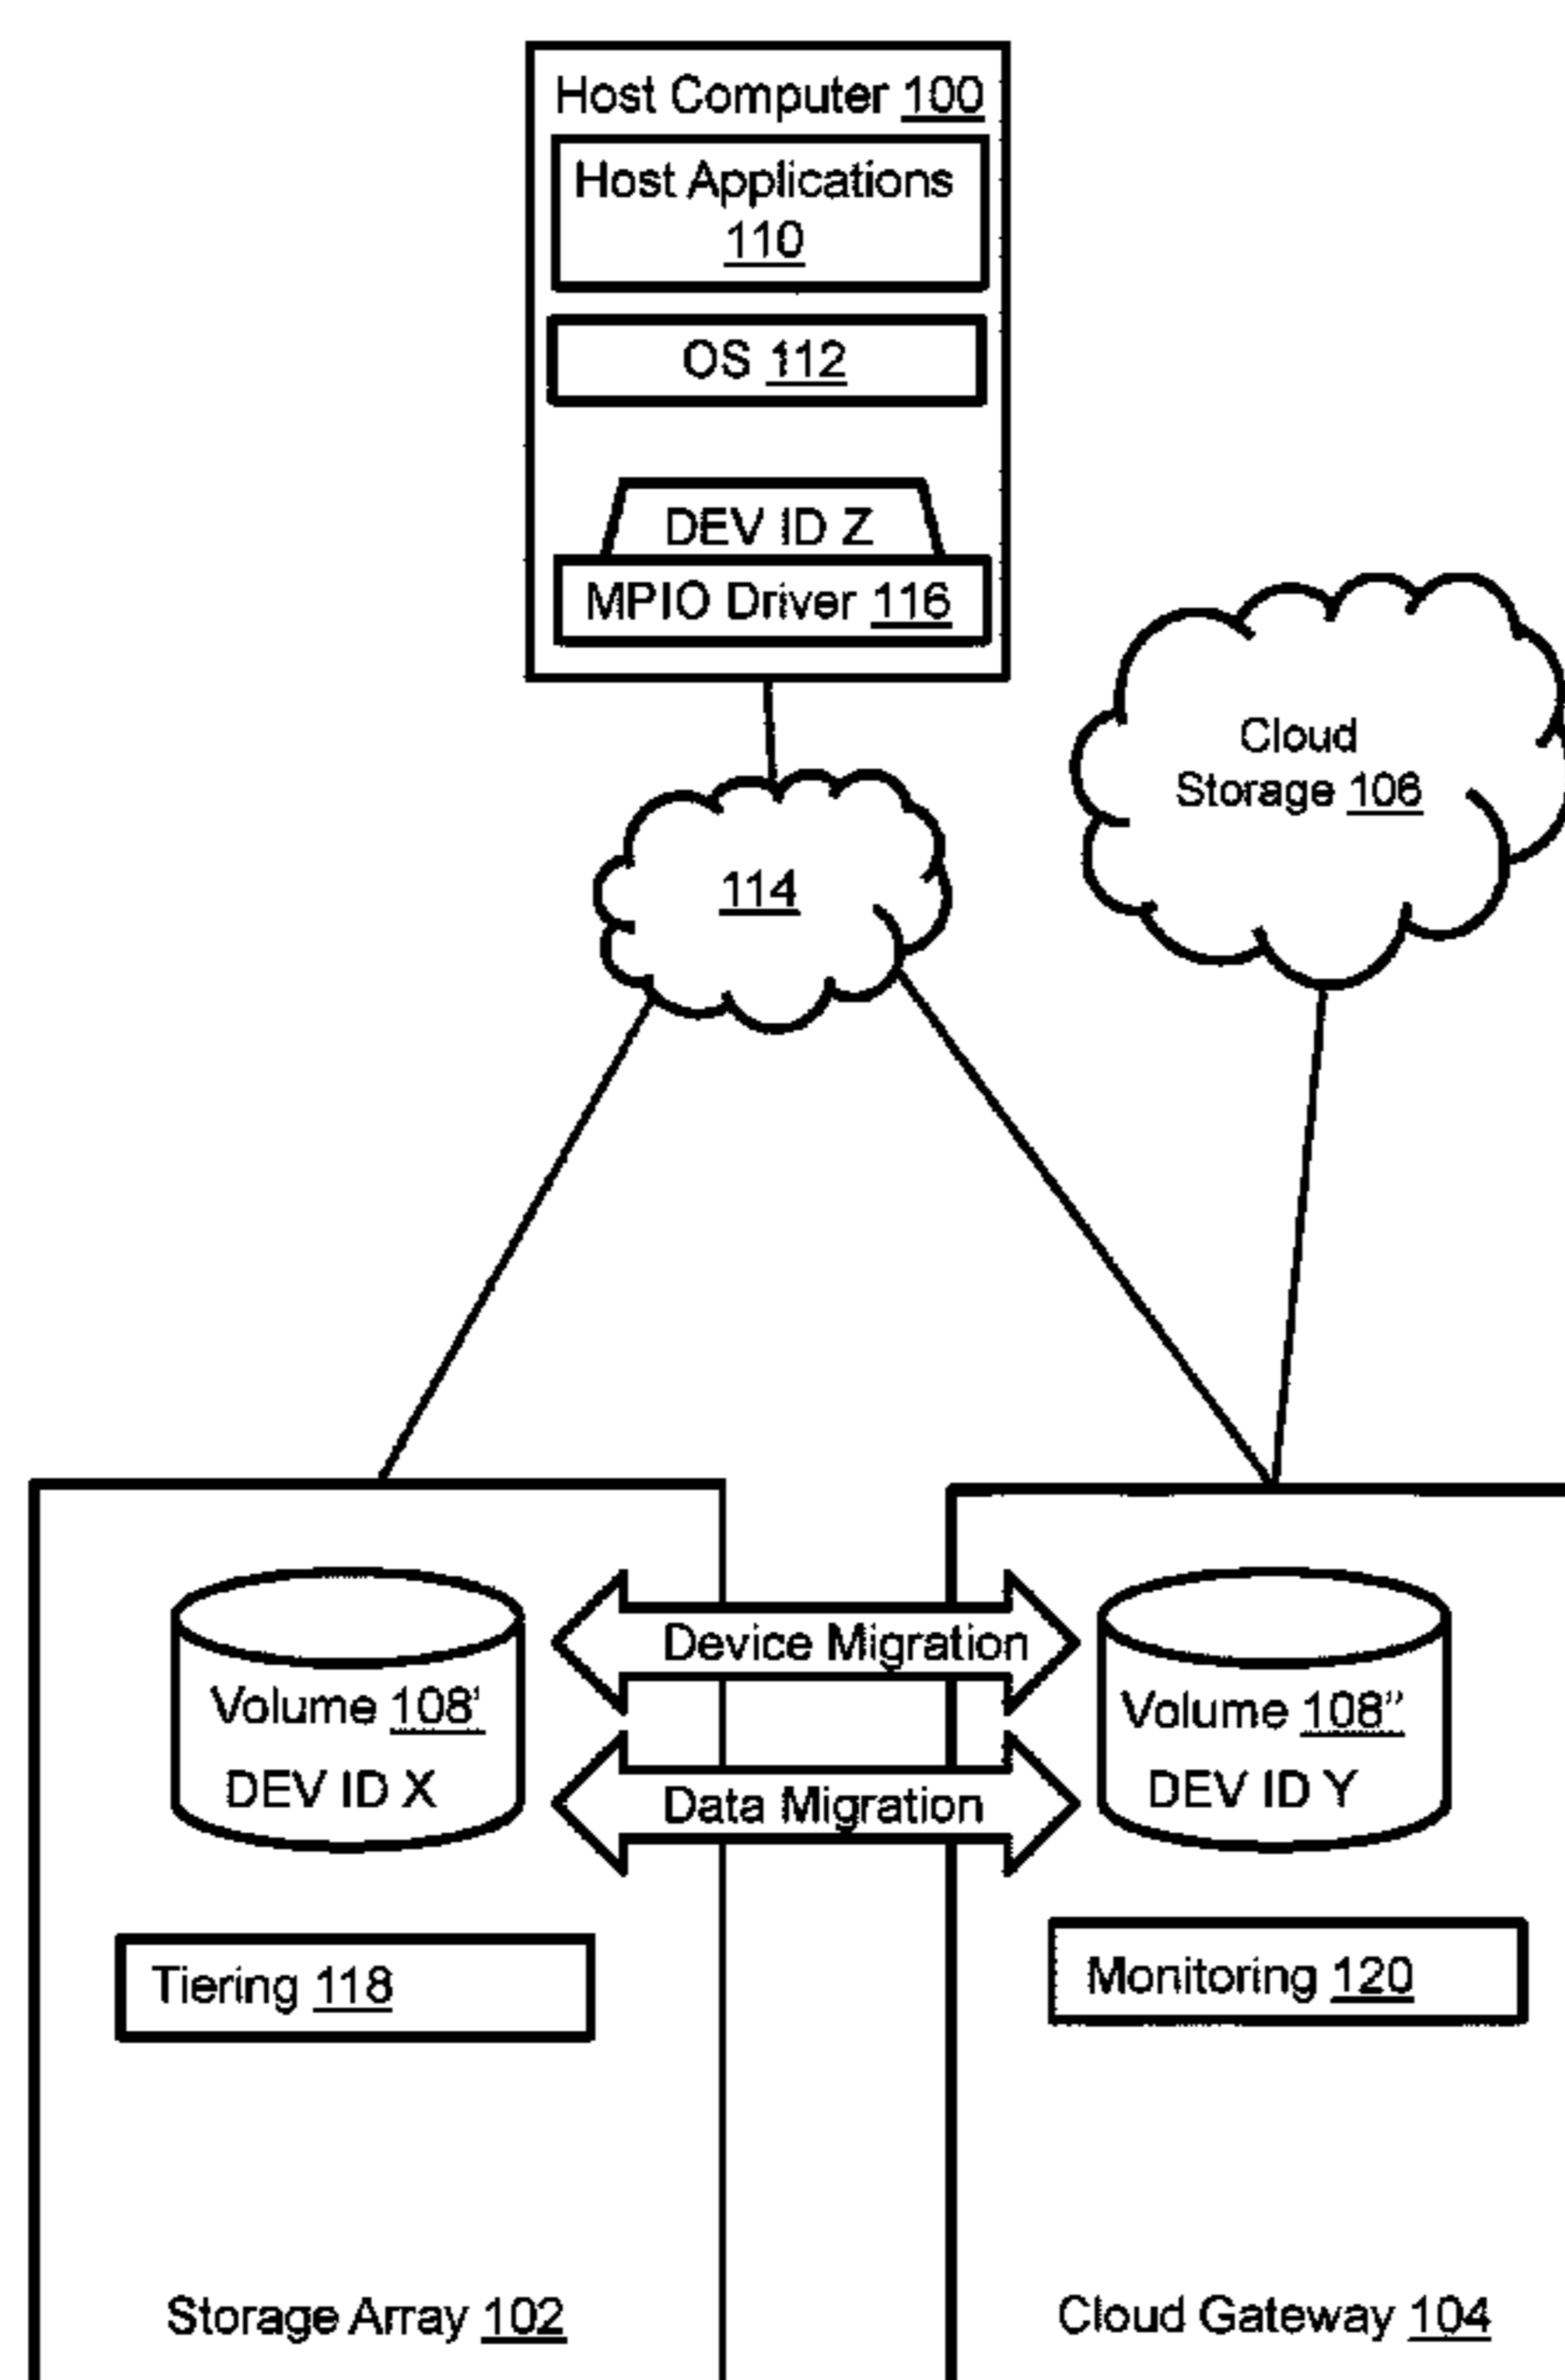 Host Computer 100
Host Applications
110
OS 112
DEV ID Z
MPIO Driver 116
Cloud
Storage 106
114
Device Migration
Volume 108'
Volume 108"
DEV ID X
DEV ID Y
Data Migration
Tiering 118
Monitoring 120
Storage Array 102
Cloud Gateway 104